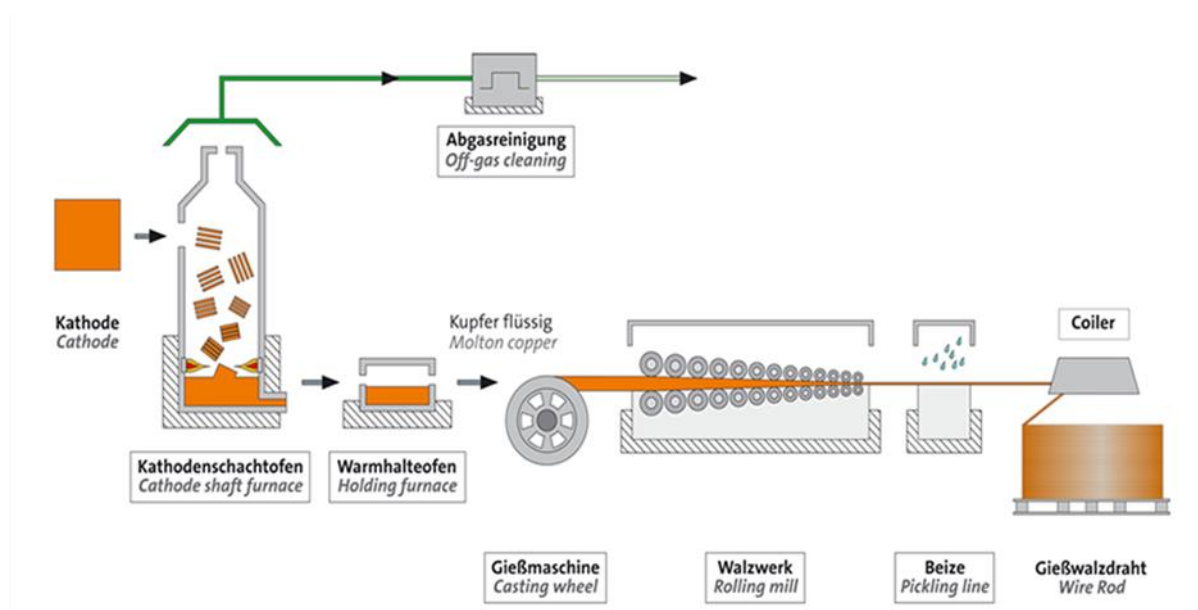 Abgasreinigung
Off-gas cleaning
Kathode
Cathode
Kupfer flüssig
Molton copper
Coiler
Kathodenschachtofen
Cathode shaft furnace
Warmhalteofen
Holding furnace
Gießmaschine
Casting wheel
Walzwerk
Rolling mill
Beize
Pickling line
Gießwalzdraht
Wire Rod